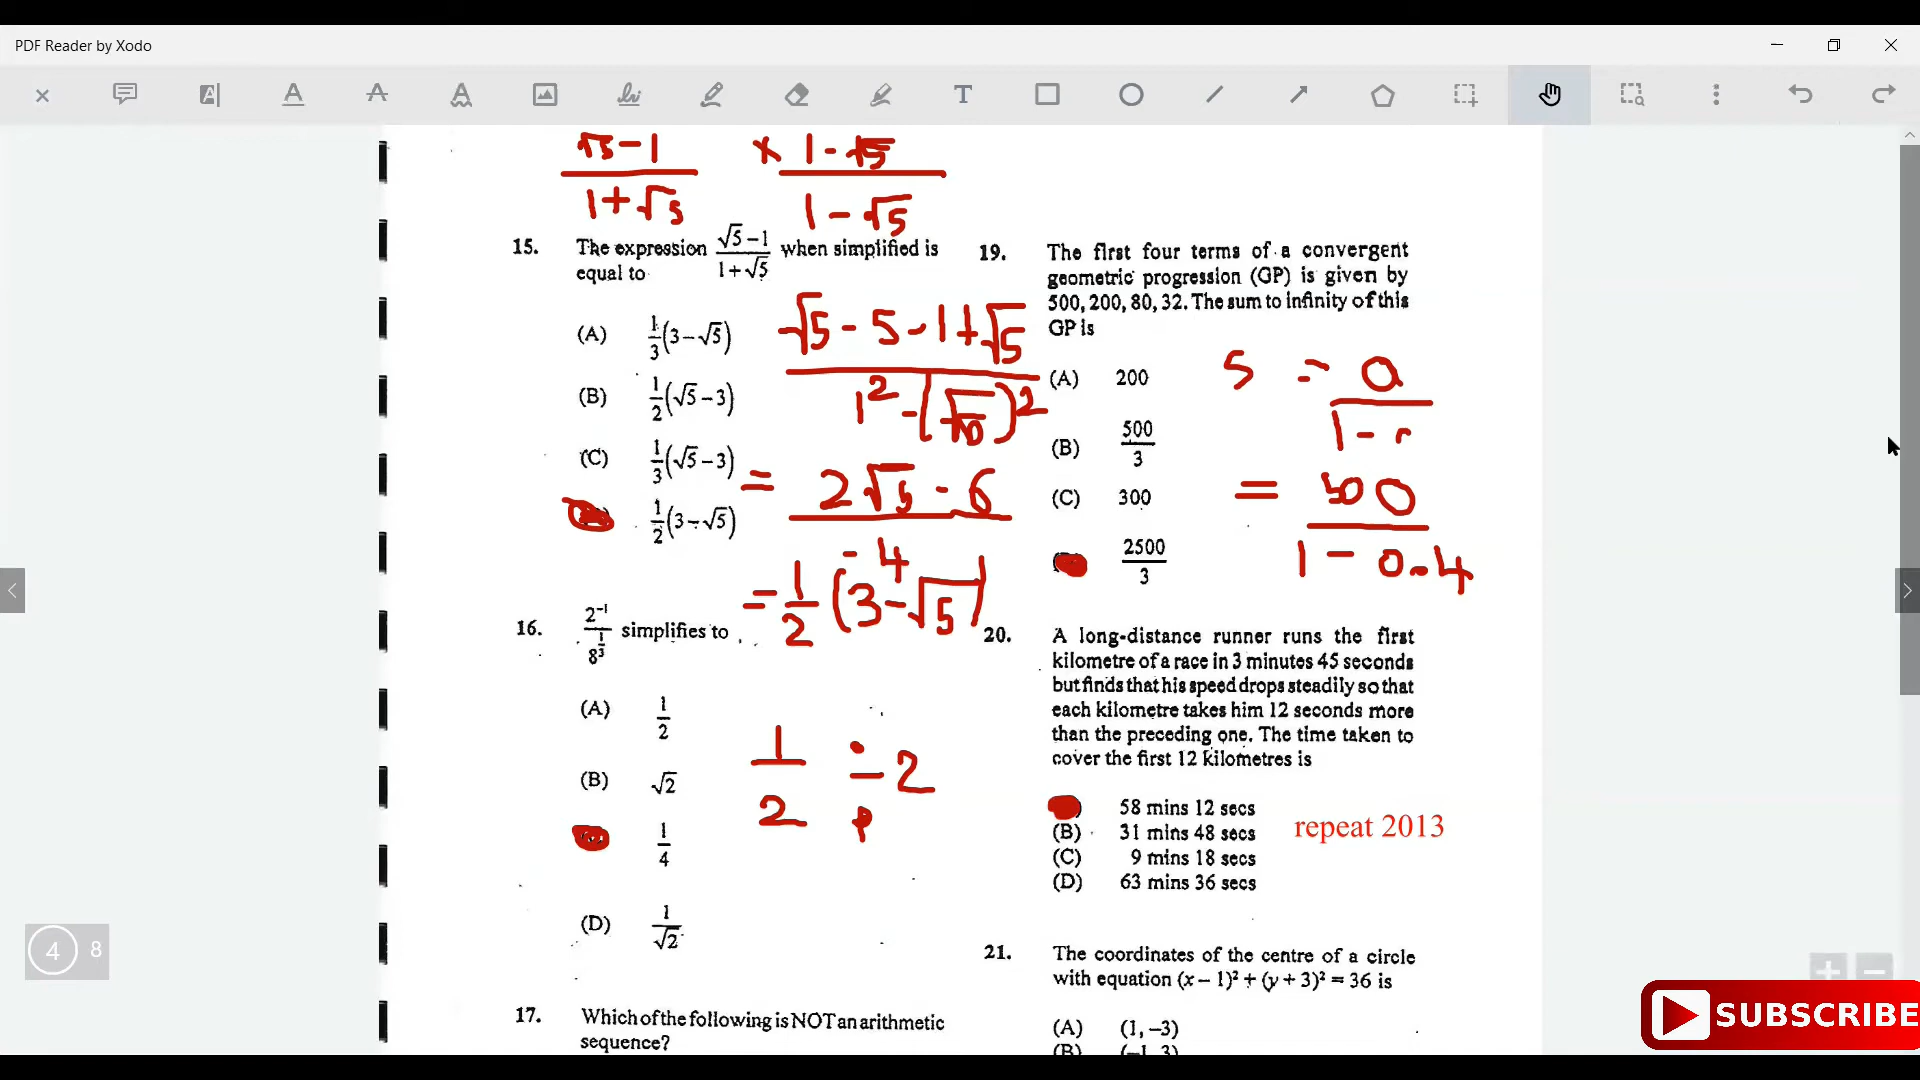 PDF Reader by Xodo
√5 − 1 / 1 + √5 × 1 − √5 / 1 − √5
15. The expression (√5 − 1)/(1 + √5) when simplified is
equal to
(A) 1/3(3 − √5)
(B) 1/2(√5 − 3)
(C) 1/3(√5 − 3)
1/2(3 − √5)
√5 − 5 − 1 + √5
1² − (√)²
= 2√5 − 6
−4
= 1/2 (3 − √5)
16. 2⁻¹/8^(1/3) simplifies to
(A) 1/2
(B) √2
1/4
(D) 1/√2
1/2 ÷ 2
17. Which of the following is NOT an arithmetic
sequence?
19. The first four terms of a convergent
geometric progression (GP) is given by
500, 200, 80, 32. The sum to infinity of this
GP is
(A) 200
(B) 500/3
(C) 300
2500/3
S = a / 1 − r
= 500 / 1 − 0.4
20. A long-distance runner runs the first
kilometre of a race in 3 minutes 45 seconds
but finds that his speed drops steadily so that
each kilometre takes him 12 seconds more
than the preceding one. The time taken to
cover the first 12 kilometres is
58 mins 12 secs
(B) 31 mins 48 secs
(C) 9 mins 18 secs
(D) 63 mins 36 secs
repeat 2013
21. The coordinates of the centre of a circle
with equation (x − 1)² + (y + 3)² = 36 is
(A) (1, −3)
(B) (−1, 3)
4 8
SUBSCRIBE